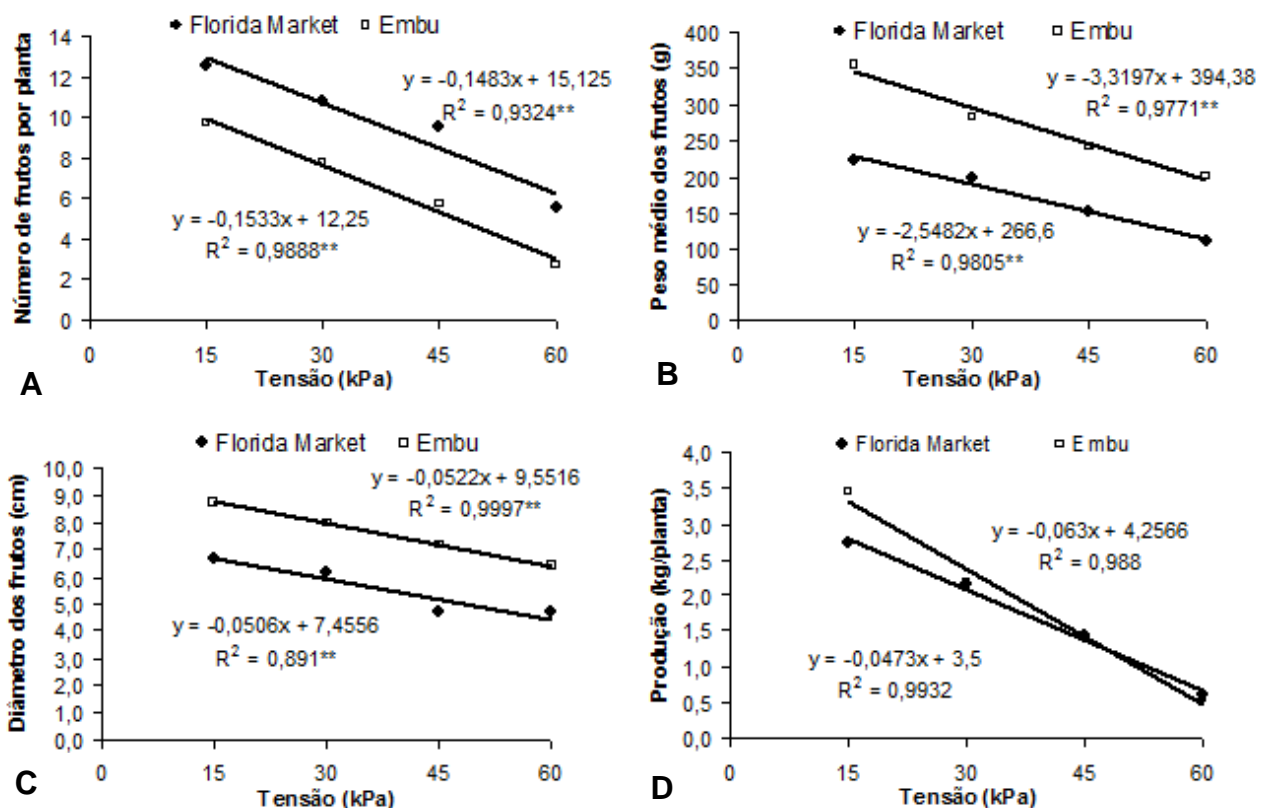 Florida Market Embu
Número de frutos por planta
14
12
10
8
6
4
2
0
y = -0,1483x + 15,125
R² = 0,9324**
y = -0,1533x + 12,25
R² = 0,9888**
0 15 30 45 60
Tensão (kPa)
A
Florida Market Embu
Peso médio dos frutos (g)
400
350
300
250
200
150
100
50
0
y = -3,3197x + 394,38
R² = 0,9771**
y = -2,5482x + 266,6
R² = 0,9805**
0 15 30 45 60
Tensão (kPa)
B
Florida Market Embu
Diâmetro dos frutos (cm)
10,0
9,0
8,0
7,0
6,0
5,0
4,0
3,0
2,0
1,0
0,0
y = -0,0522x + 9,5516
R² = 0,9997**
y = -0,0506x + 7,4556
R² = 0,891**
0 15 30 45 60
Tensão (kPa)
C
Florida Market Embu
Produção (kg/planta)
4,0
3,5
3,0
2,5
2,0
1,5
1,0
0,5
0,0
y = -0,063x + 4,2566
R² = 0,988
y = -0,0473x + 3,5
R² = 0,9932
0 15 30 45 60
Tensão (kPa)
D